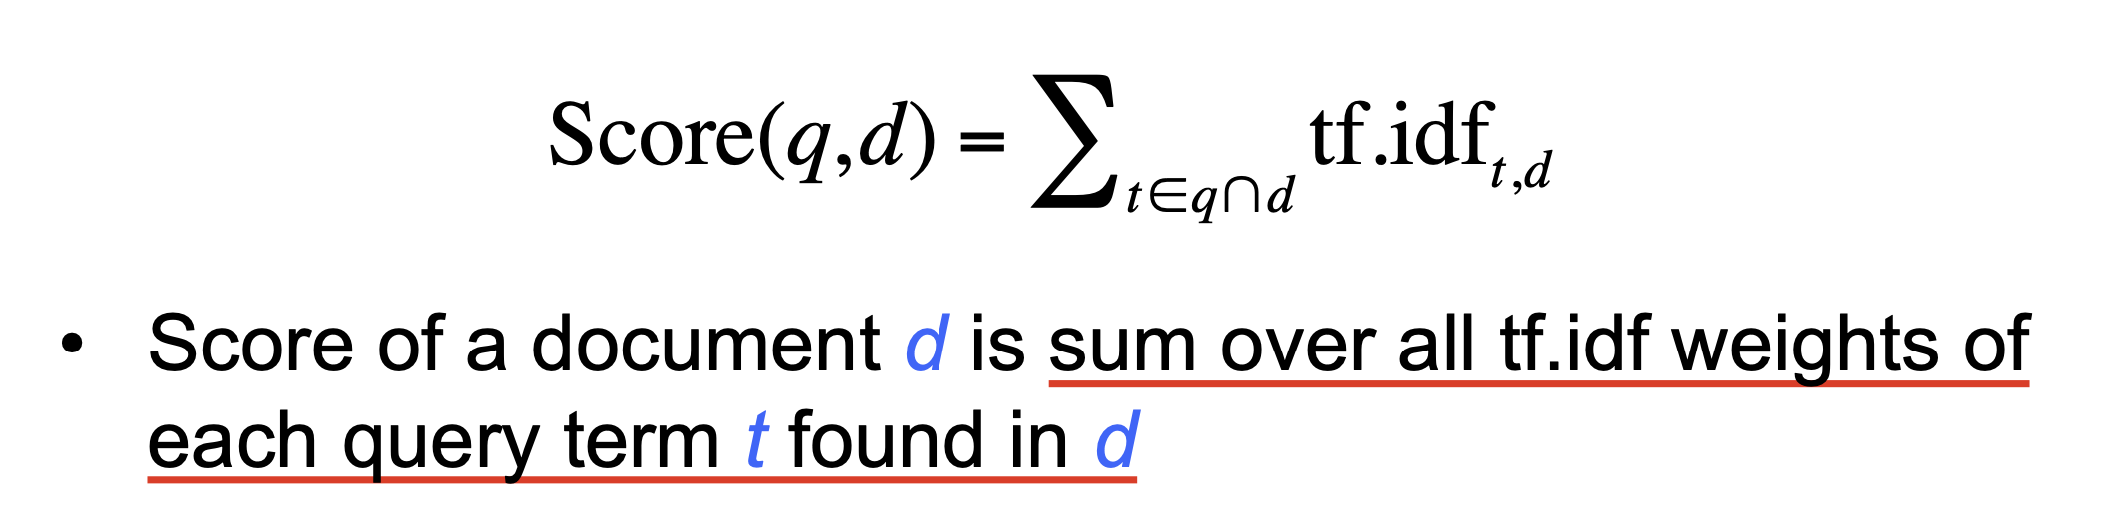 Score(q,d) = ∑t∈q∩d tf.idft,d
• Score of a document d is sum over all tf.idf weights of
each query term t found in d